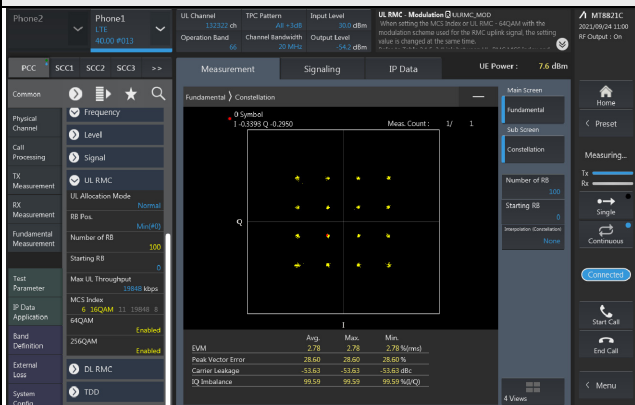 Phone2
Phone1
LTE
40.00 #013
UL Channel
132322 ch
TPC Pattern
All +3dB
Input Level
30.0 dBm
Operation Band
66
Channel Bandwidth
20 MHz
Output Level
-54.2 dBm
UL RMC - Modulation ULRMC_MOD
When setting the MCS Index or UL RMC - 64QAM with the
modulation scheme used for the RMC uplink signal, the setting
value is changed at the same time.
MT8821C
2021/09/24 11:00
RF Output : On
PCC
SCC1
SCC2
SCC3
>>
Measurement
Signaling
IP Data
UE Power : 7.6 dBm
Common
Physical
Channel
Call
Processing
TX
Measurement
RX
Measurement
Fundamental
Measurement
Test
Parameter
IP Data
Application
Band
Definition
External
Loss
System
Config
Frequency
Level
Signal
UL RMC
UL Allocation Mode
Normal
RB Pos.
Min(#0)
Number of RB
100
Starting RB
0
Max UL Throughput
19848 kbps
MCS Index
6 16QAM 11 19848 8
64QAM
Enabled
256QAM
Enabled
DL RMC
TDD
Fundamental > Constellation
0 Symbol
I -0.3398 Q -0.2950
Meas. Count : 1/ 1
Q
I
Avg. Max. Min.
EVM 2.78 2.78 2.78 %(rms)
Peak Vector Error 28.60 28.60 28.60 %
Carrier Leakage -53.63 -53.63 -53.63 dBc
IQ Imbalance 99.59 99.59 99.59 %(I/Q)
Main Screen
Fundamental
Sub Screen
Constellation
Number of RB
100
Starting RB
0
Interpolation (Constellation)
None
4 Views
Home
< Preset
Measuring...
Tx
Rx
Single
Continuous
Connected
Start Call
End Call
< Menu